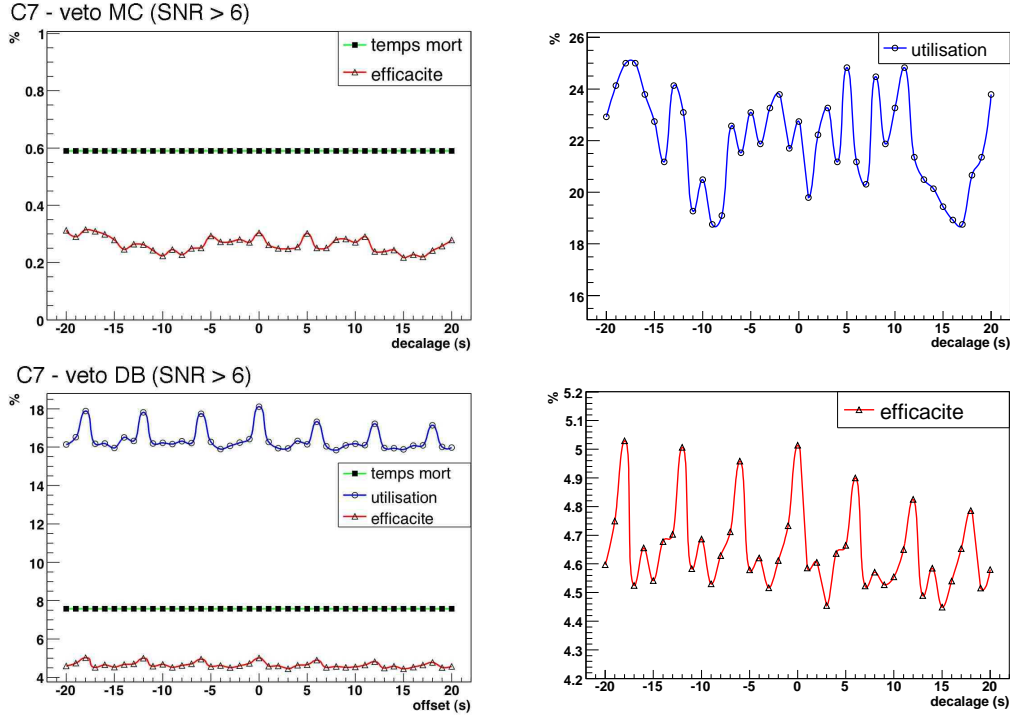 C7 - veto MC (SNR > 6)
%
1
0.8
0.6
0.4
0.2
0
temps mort
efficacite
-20 -15 -10 -5 0 5 10 15 20
decalage (s)
%
26
24
22
20
18
16
utilisation
-20 -15 -10 -5 0 5 10 15 20
decalage (s)
C7 - veto DB (SNR > 6)
%
18
16
14
12
10
8
6
4
temps mort
utilisation
efficacite
-20 -15 -10 -5 0 5 10 15 20
offset (s)
%
5.2
5.1
5
4.9
4.8
4.7
4.6
4.5
4.4
4.3
4.2
efficacite
-20 -15 -10 -5 0 5 10 15 20
decalage (s)